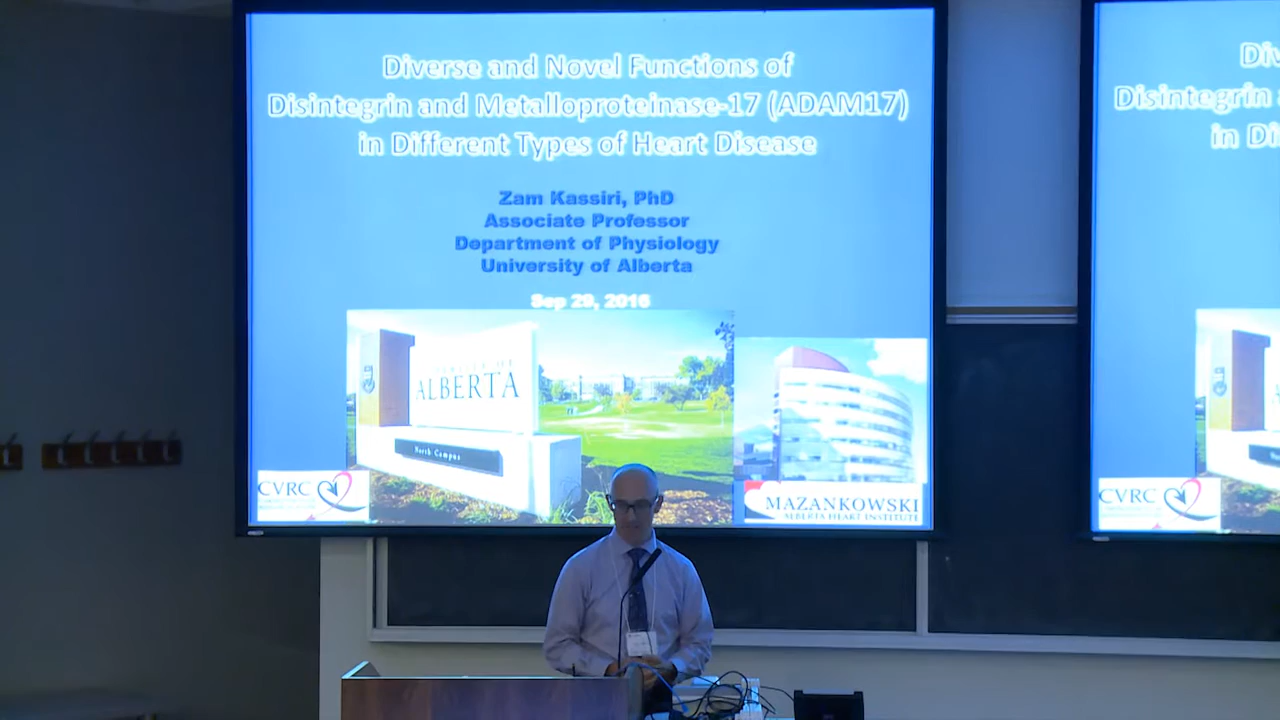 Diverse and Novel Functions of
Disintegrin and Metalloproteinase-17 (ADAM17)
in Different Types of Heart Disease
Zam Kassiri, PhD
Associate Professor
Department of Physiology
University of Alberta
Sep 29, 2016
ALBERTA
North Campus
CVRC
MAZANKOWSKI
ALBERTA HEART INSTITUTE
Disintegrin
CVRC